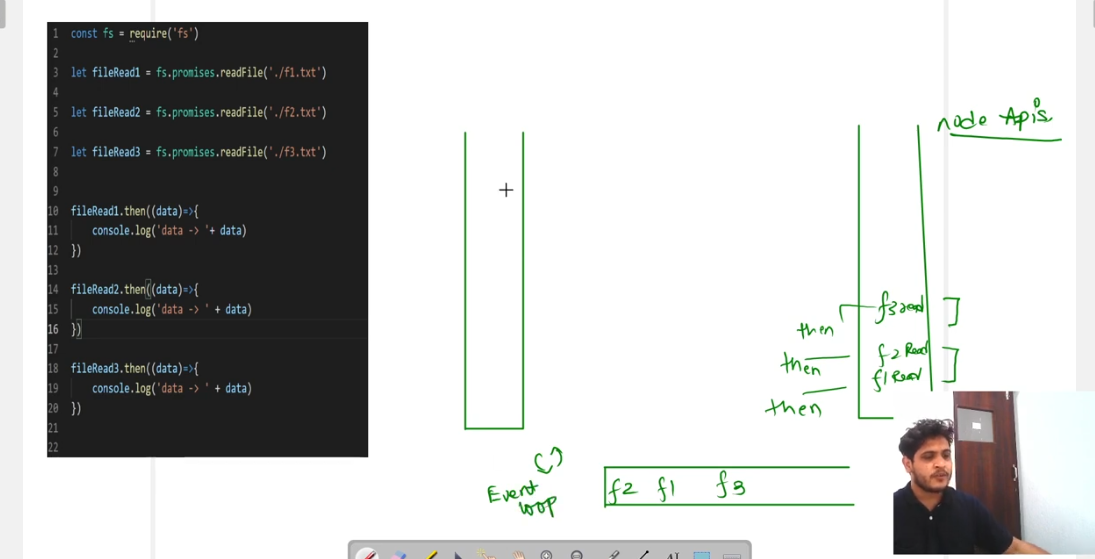 1 const fs = require('fs')
2
3 let fileRead1 = fs.promises.readFile('./f1.txt')
4
5 let fileRead2 = fs.promises.readFile('./f2.txt')
6
7 let fileRead3 = fs.promises.readFile('./f3.txt')
8
9
10 fileRead1.then((data)=>{
11 console.log('data -> '+ data)
12 })
13
14 fileRead2.then((data)=>{
15 console.log('data -> ' + data)
16 })
17
18 fileRead3.then((data)=>{
19 console.log('data -> ' + data)
20 })
21
22
node Apis
f3 read
then
f2 Read
then
f1 Read
then
Event
loop
f2 f1 f3
AI